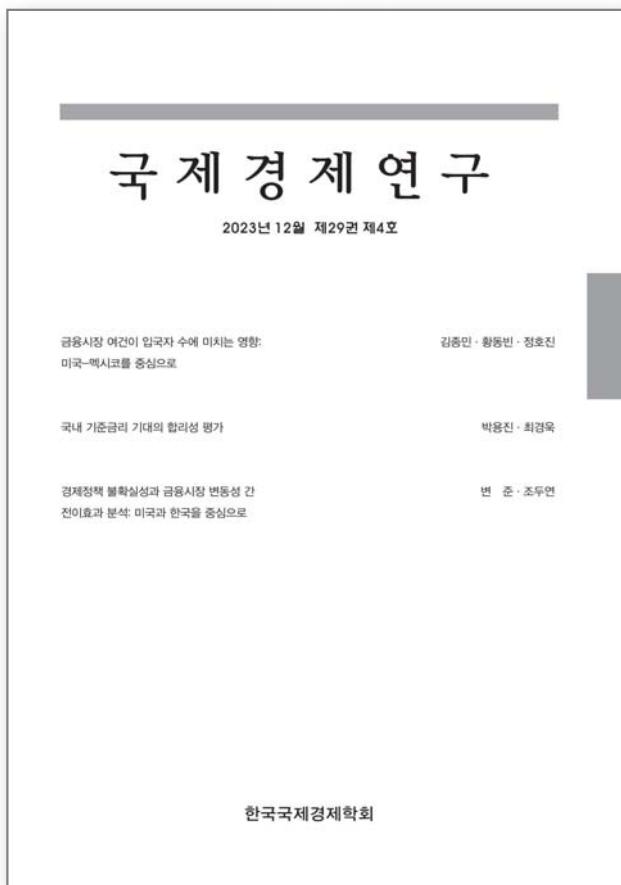 국제경제연구
2023년 12월 제29권 제4호
금융시장 여건이 입국자 수에 미치는 영향: 김종민 · 황동빈 · 정호진
미국-멕시코를 중심으로
국내 기준금리 기대의 합리성 평가 박용진 · 최경욱
경제정책 불확실성과 금융시장 변동성 간 변 준 · 조두연
전이효과 분석: 미국과 한국을 중심으로
한국국제경제학회